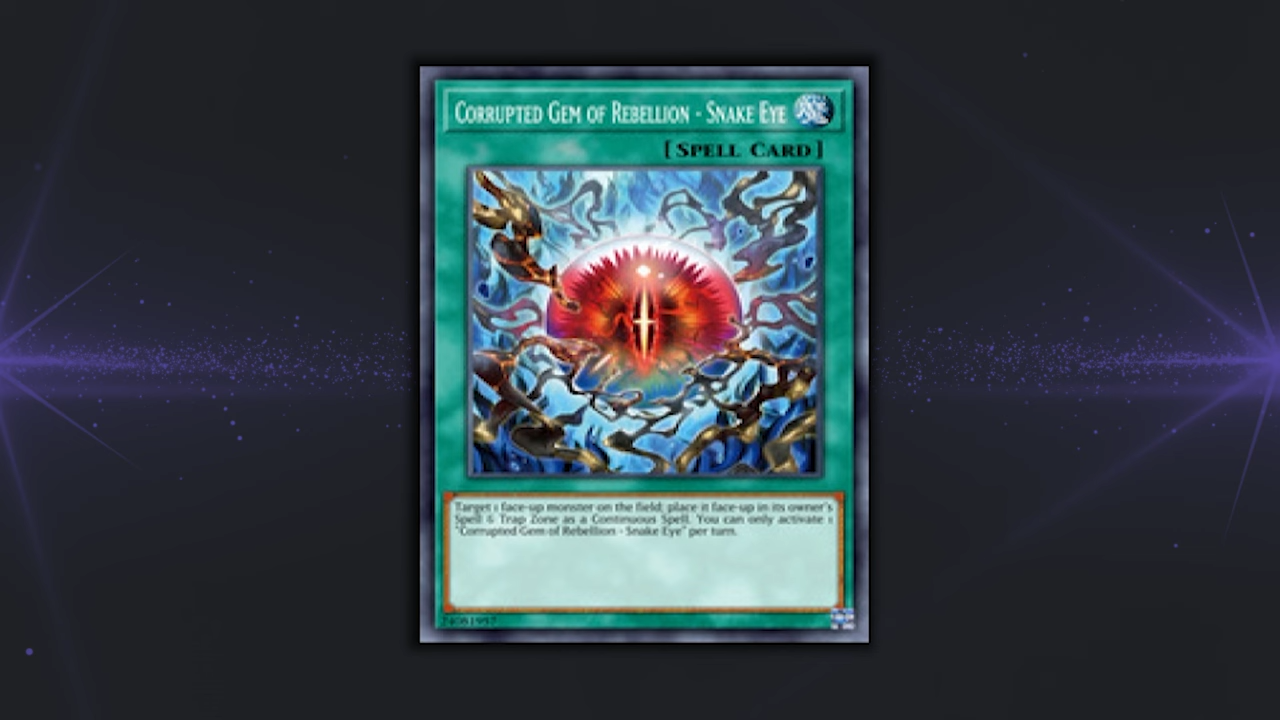 CORRUPTED GEM OF REBELLION - SNAKE EYE
[SPELL CARD]
Target 1 face-up monster on the field; place it face-up in its owner's
Spell & Trap Zone as a Continuous Spell. You can only activate 1
"Corrupted Gem of Rebellion - Snake Eye" per turn.